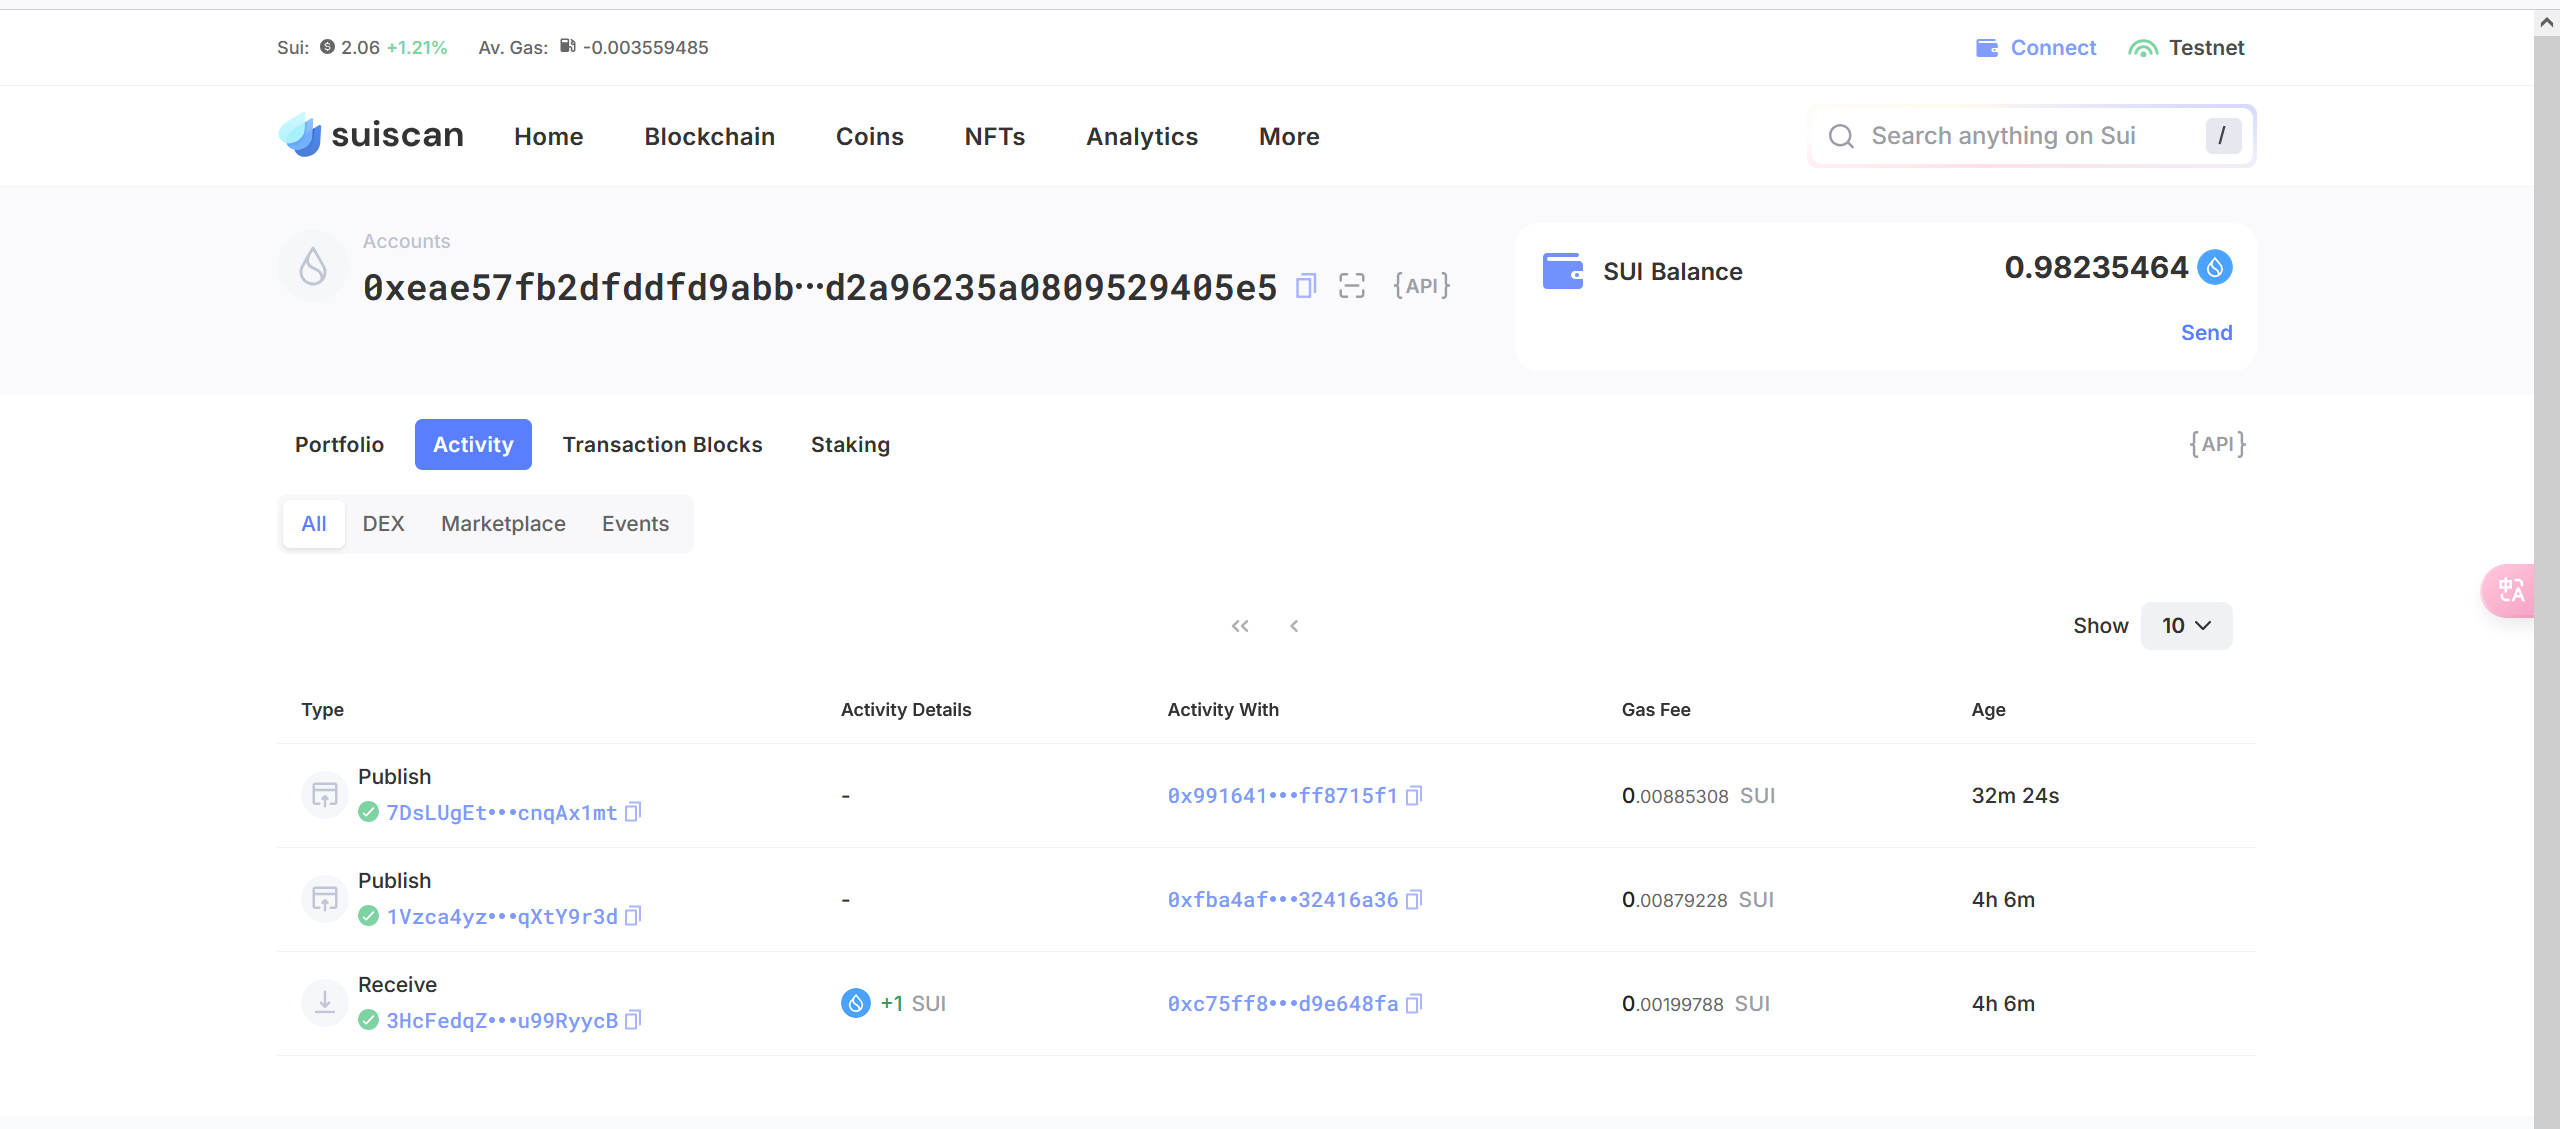 Sui: 2.06 +1.21% Av. Gas: -0.003559485 Connect Testnet
suiscan Home Blockchain Coins NFTs Analytics More Search anything on Sui /
Accounts
0xeae57fb2dfddfd9abb···d2a96235a0809529405e5 {API}
SUI Balance 0.98235464
Send
Portfolio Activity Transaction Blocks Staking {API}
All DEX Marketplace Events
Show 10
Type Activity Details Activity With Gas Fee Age
Publish
7DsLUgEt•••cnqAx1mt - 0x991641•••ff8715f1 0.00885308 SUI 32m 24s
Publish
1Vzca4yz•••qXtY9r3d - 0xfba4af•••32416a36 0.00879228 SUI 4h 6m
Receive
3HcFedqZ•••u99RyycB +1 SUI 0xc75ff8•••d9e648fa 0.00199788 SUI 4h 6m
中A